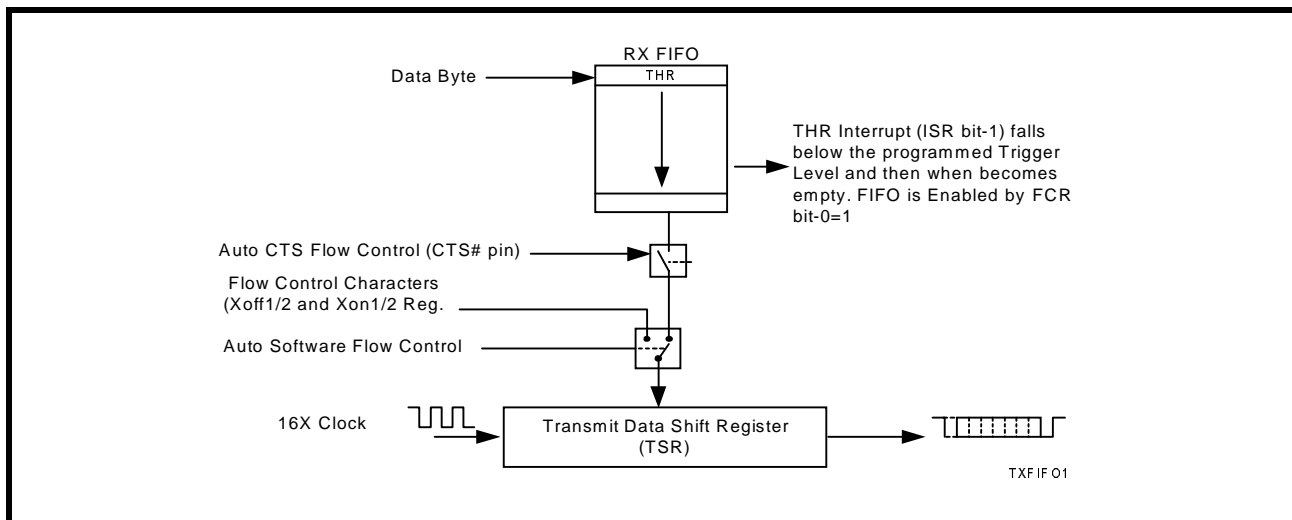 RX FIFO
Data Byte
THR
THR Interrupt (ISR bit-1) falls
below the programmed Trigger
Level and then when becomes
empty. FIFO is Enabled by FCR
bit-0=1
Auto CTS Flow Control (CTS# pin)
Flow Control Characters
(Xoff1/2 and Xon1/2 Reg.
Auto Software Flow Control
16X Clock
Transmit Data Shift Register
(TSR)
TXFIFO1